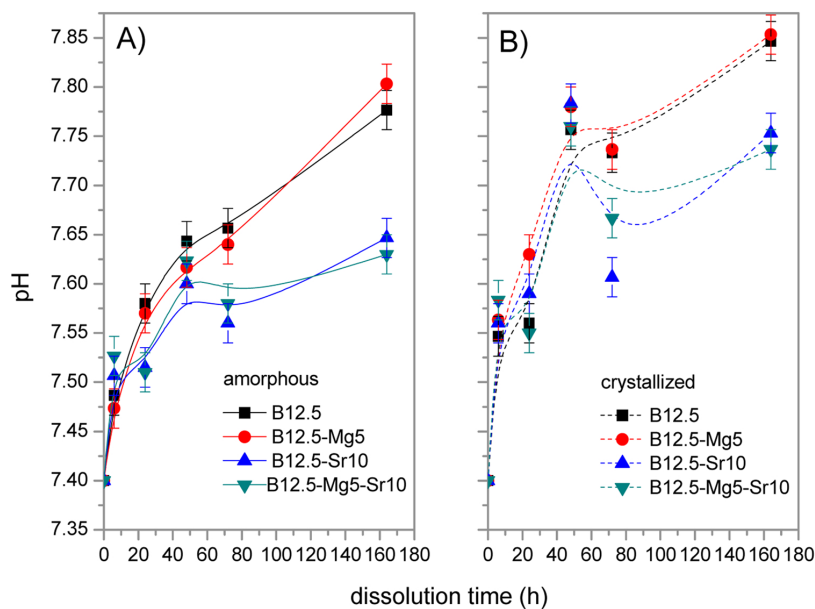 A)
B)
7.85
7.80
7.75
7.70
7.65
7.60
7.55
7.50
7.45
7.40
7.35
pH
amorphous
B12.5
B12.5-Mg5
B12.5-Sr10
B12.5-Mg5-Sr10
crystallized
B12.5
B12.5-Mg5
B12.5-Sr10
B12.5-Mg5-Sr10
0 20 40 60 80 100 120 140 160
0 20 40 60 80 100 120 140 160 180
dissolution time (h)